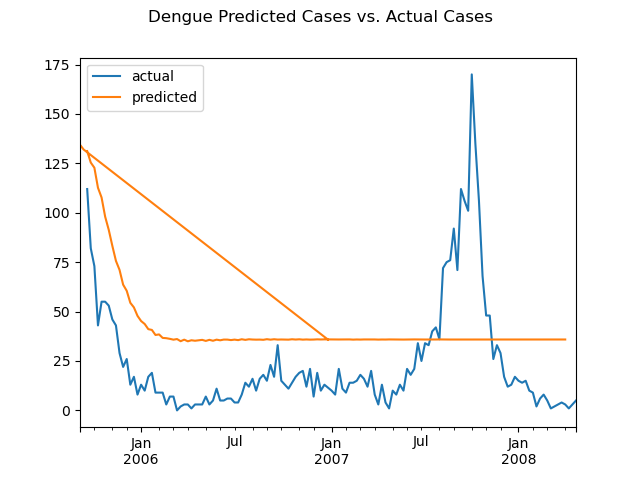 Dengue Predicted Cases vs. Actual Cases
actual
predicted
175
150
125
100
75
50
25
0
Jan
2006
Jul
Jan
2007
Jul
Jan
2008